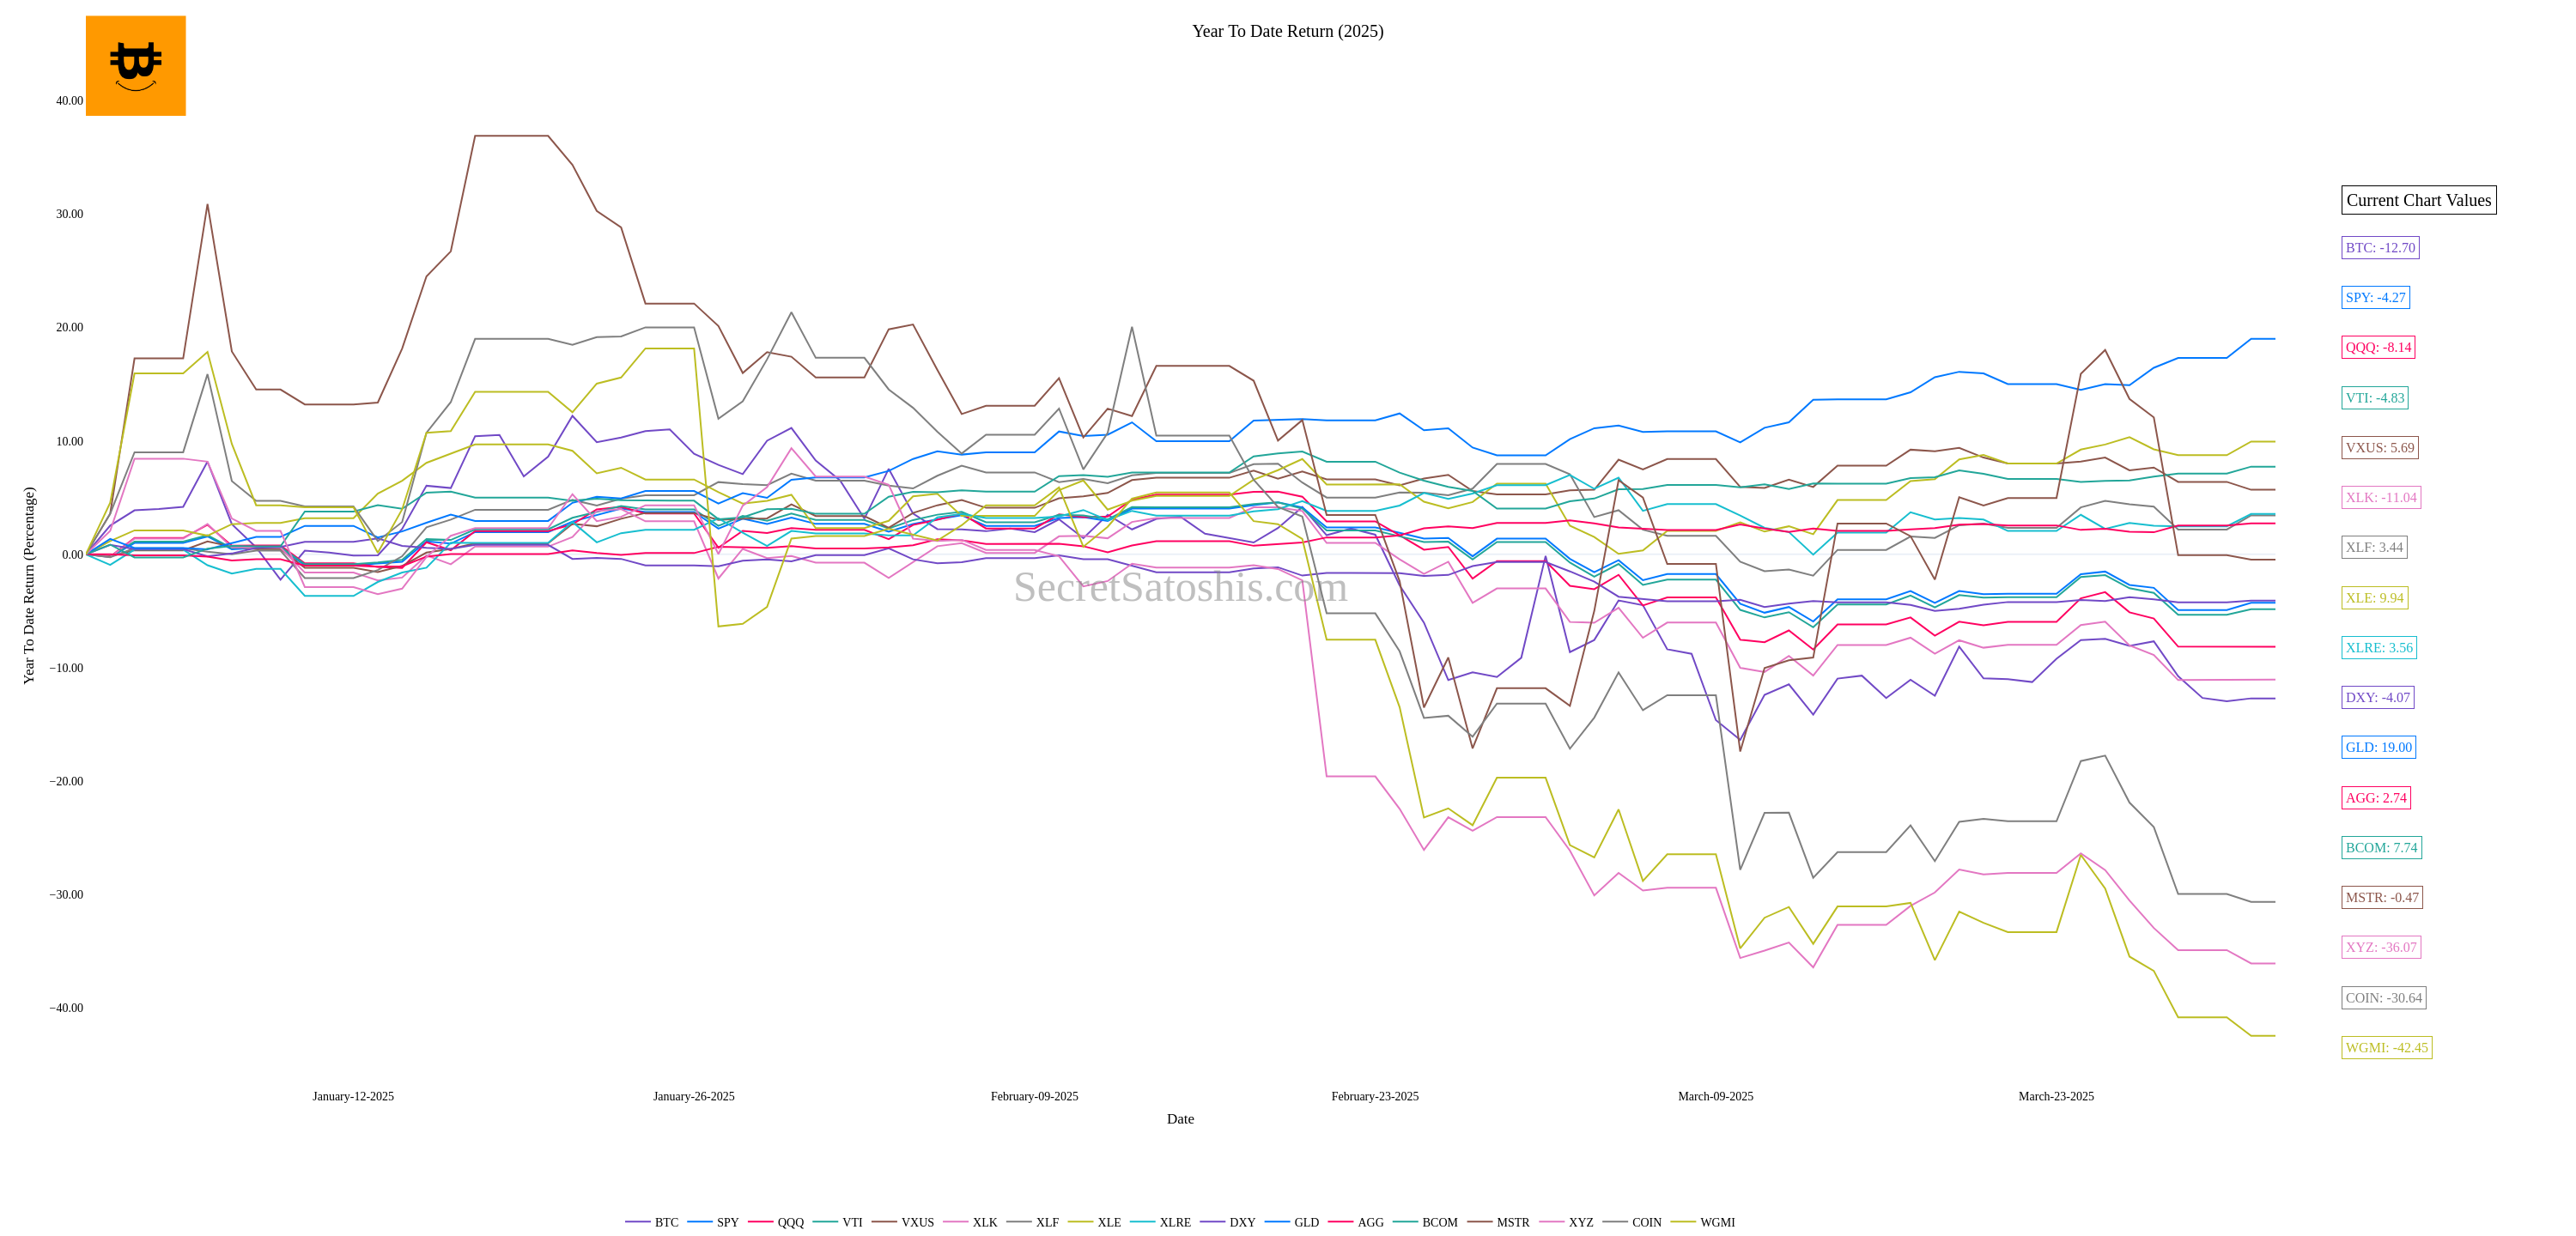 Year To Date Return (2025)
40.00
30.00
20.00
10.00
0.00
−10.00
−20.00
−30.00
−40.00
Year To Date Return (Percentage)
SecretSatoshis.com
Current Chart Values
BTC: -12.70
SPY: -4.27
QQQ: -8.14
VTI: -4.83
VXUS: 5.69
XLK: -11.04
XLF: 3.44
XLE: 9.94
XLRE: 3.56
DXY: -4.07
GLD: 19.00
AGG: 2.74
BCOM: 7.74
MSTR: -0.47
XYZ: -36.07
COIN: -30.64
WGMI: -42.45
January-12-2025 January-26-2025 February-09-2025 February-23-2025 March-09-2025 March-23-2025
Date
BTC SPY QQQ VTI VXUS XLK XLF XLE XLRE DXY GLD AGG BCOM MSTR XYZ COIN WGMI